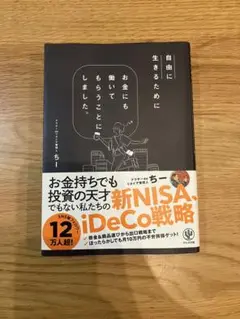 自由に
生きるために
お金にも
働いて
もらうことに
しました。
ちー
お金持ちでも
投資の天才
でもない私たちの
新NISA、
iDeCo戦略
12
万人超!
ちー